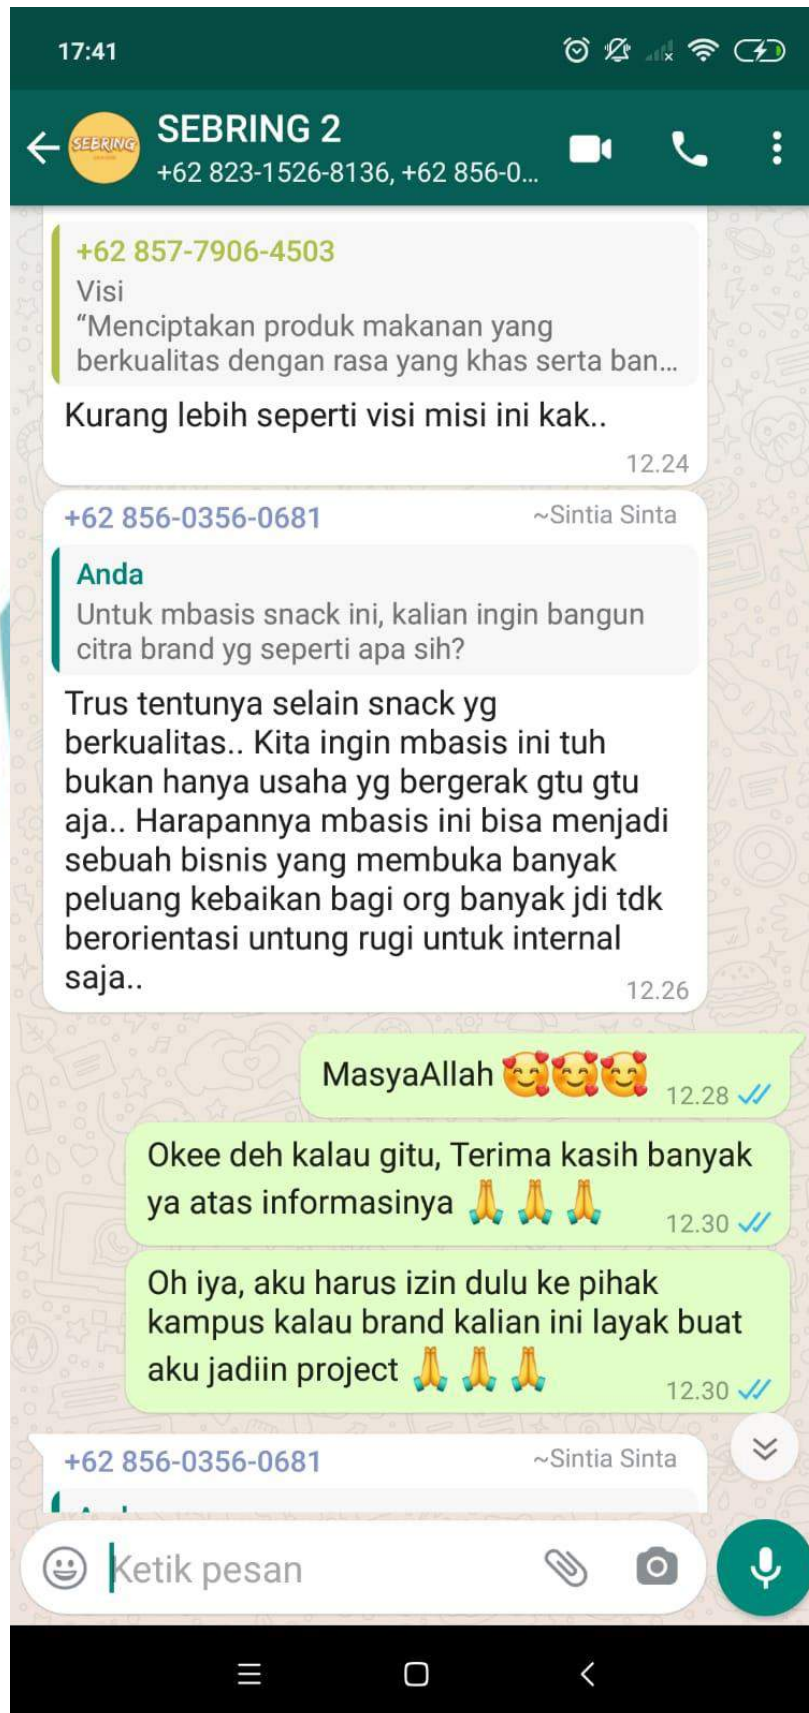 17:41
SEBRING
SEBRING 2
+62 823-1526-8136, +62 856-0...
+62 857-7906-4503
Visi
“Menciptakan produk makanan yang
berkualitas dengan rasa yang khas serta ban...
Kurang lebih seperti visi misi ini kak..
12.24
+62 856-0356-0681 ~Sintia Sinta
Anda
Untuk mbasis snack ini, kalian ingin bangun
citra brand yg seperti apa sih?
Trus tentunya selain snack yg
berkualitas.. Kita ingin mbasis ini tuh
bukan hanya usaha yg bergerak gtu gtu
aja.. Harapannya mbasis ini bisa menjadi
sebuah bisnis yang membuka banyak
peluang kebaikan bagi org banyak jdi tdk
berorientasi untung rugi untuk internal
saja..
12.26
MasyaAllah 🥰🥰🥰
12.28
Okee deh kalau gitu, Terima kasih banyak
ya atas informasinya 🙏🙏🙏
12.30
Oh iya, aku harus izin dulu ke pihak
kampus kalau brand kalian ini layak buat
aku jadiin project 🙏🙏🙏
12.30
+62 856-0356-0681 ~Sintia Sinta
Ketik pesan